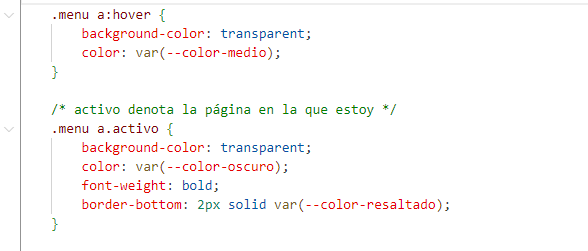 .menu a:hover {
background-color: transparent;
color: var(--color-medio);
}
/* activo denota la página en la que estoy */
.menu a.activo {
background-color: transparent;
color: var(--color-oscuro);
font-weight: bold;
border-bottom: 2px solid var(--color-resaltado);
}